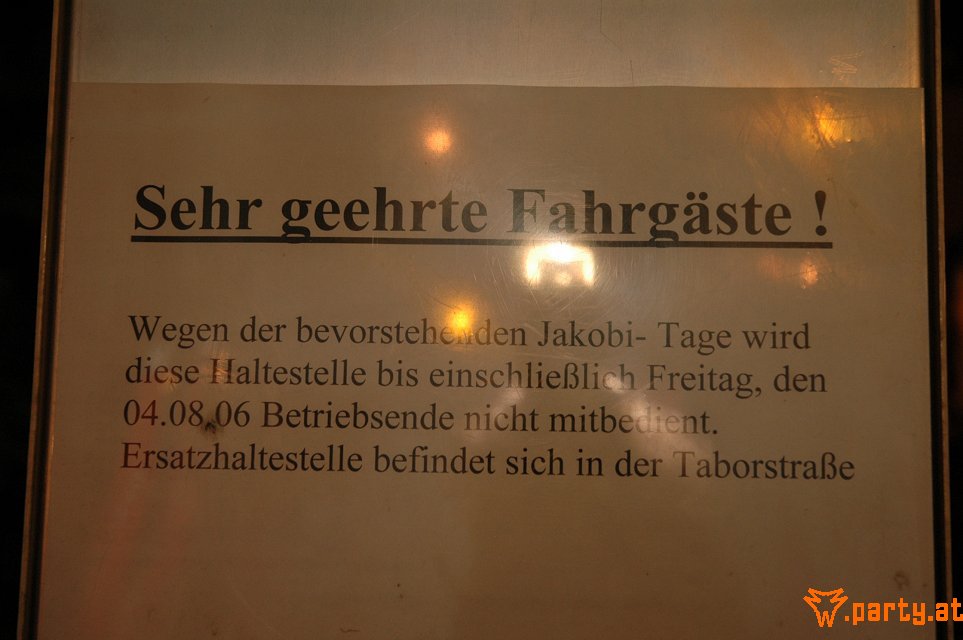 Sehr geehrte Fahrgäste !
Wegen der bevorstehenden Jakobi- Tage wird
diese Haltestelle bis einschließlich Freitag, den
04.08.06 Betriebsende nicht mitbedient.
Ersatzhaltestelle befindet sich in der Taborstraße
W.party.at